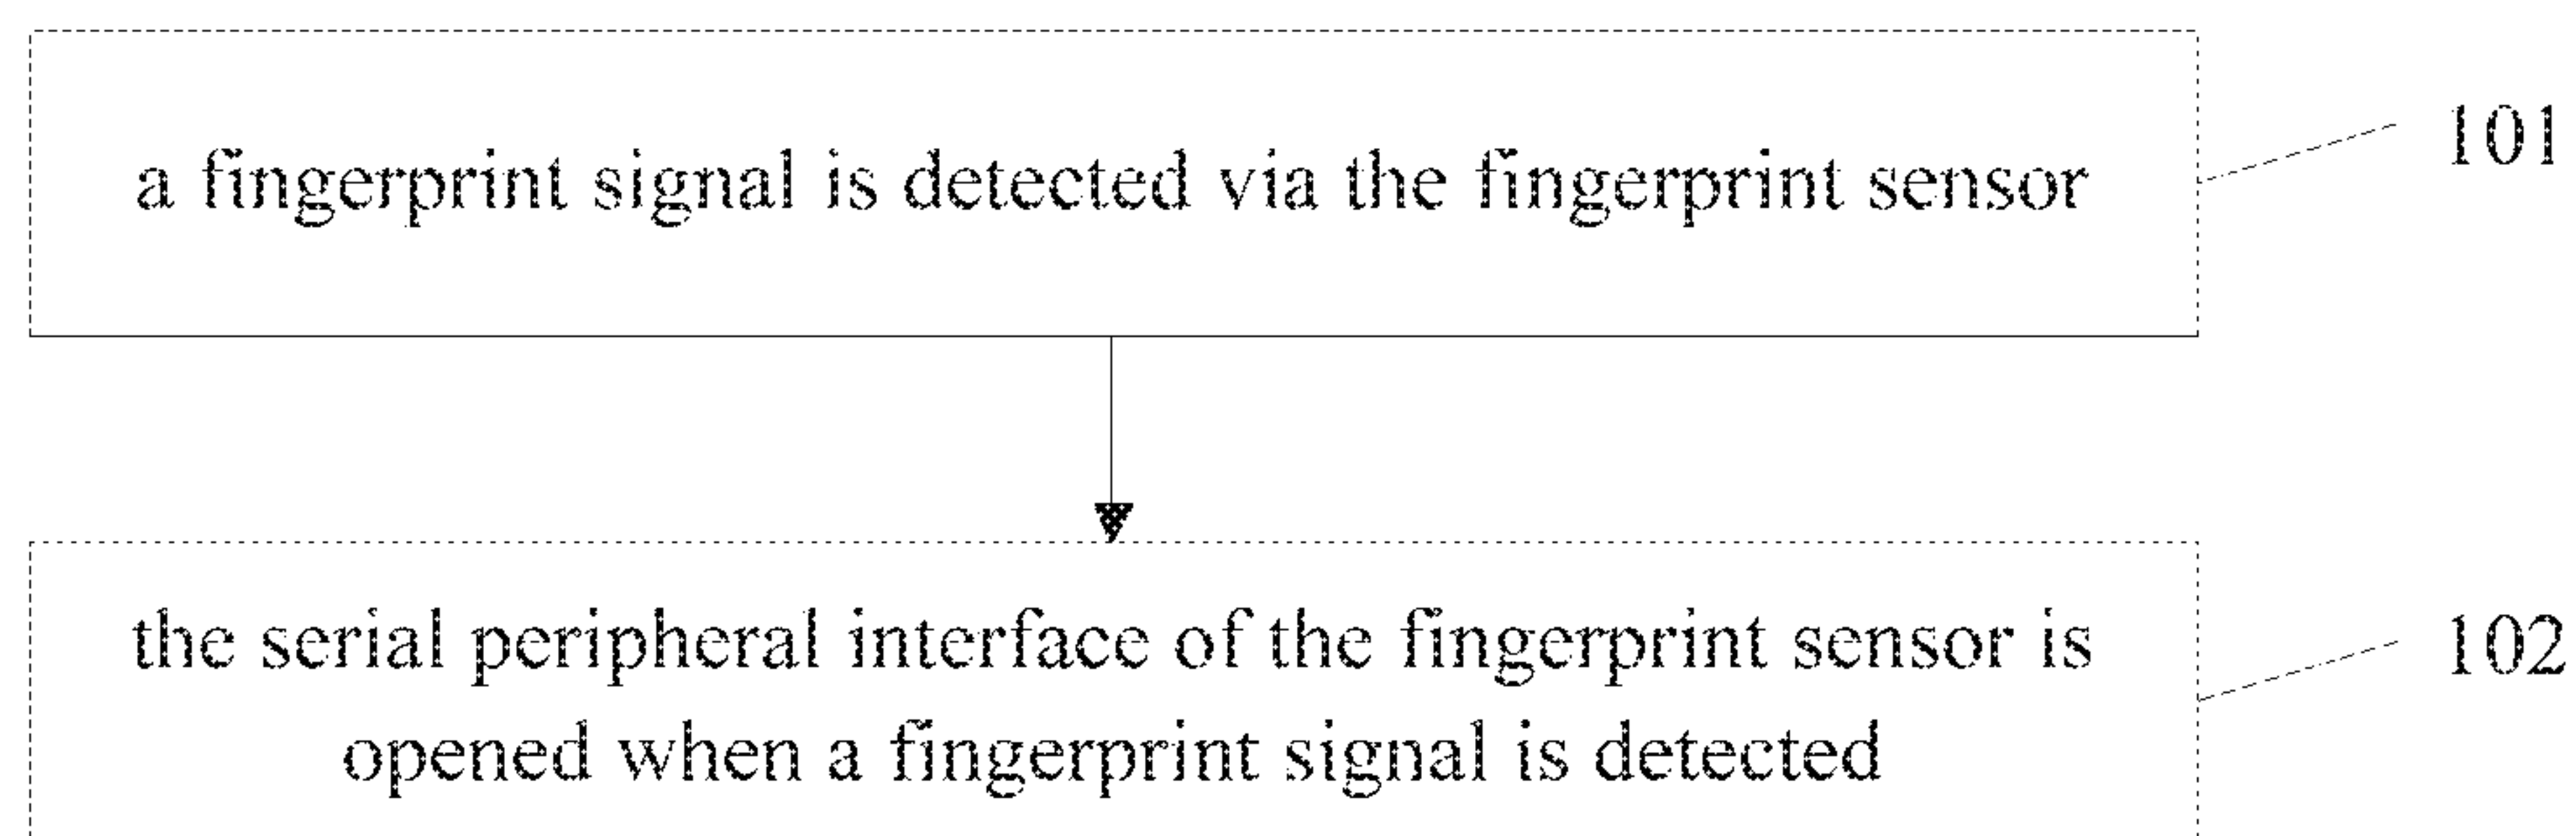 a fingerprint signal is detected via the fingerprint sensor
101
the serial peripheral interface of the fingerprint sensor is
opened when a fingerprint signal is detected
102